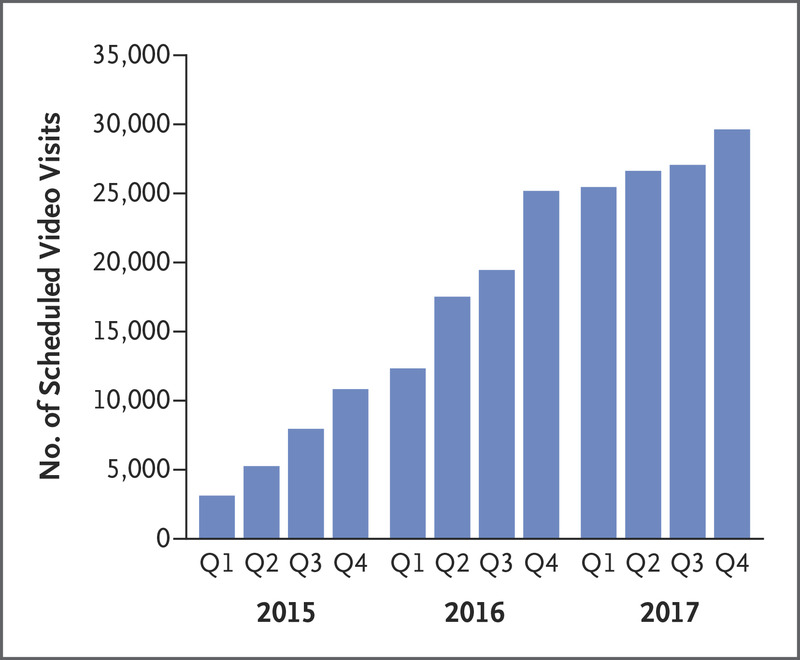 No. of Scheduled Video Visits
35,000
30,000
25,000
20,000
15,000
10,000
5,000
0
Q1 Q2 Q3 Q4 Q1 Q2 Q3 Q4 Q1 Q2 Q3 Q4
2015 2016 2017